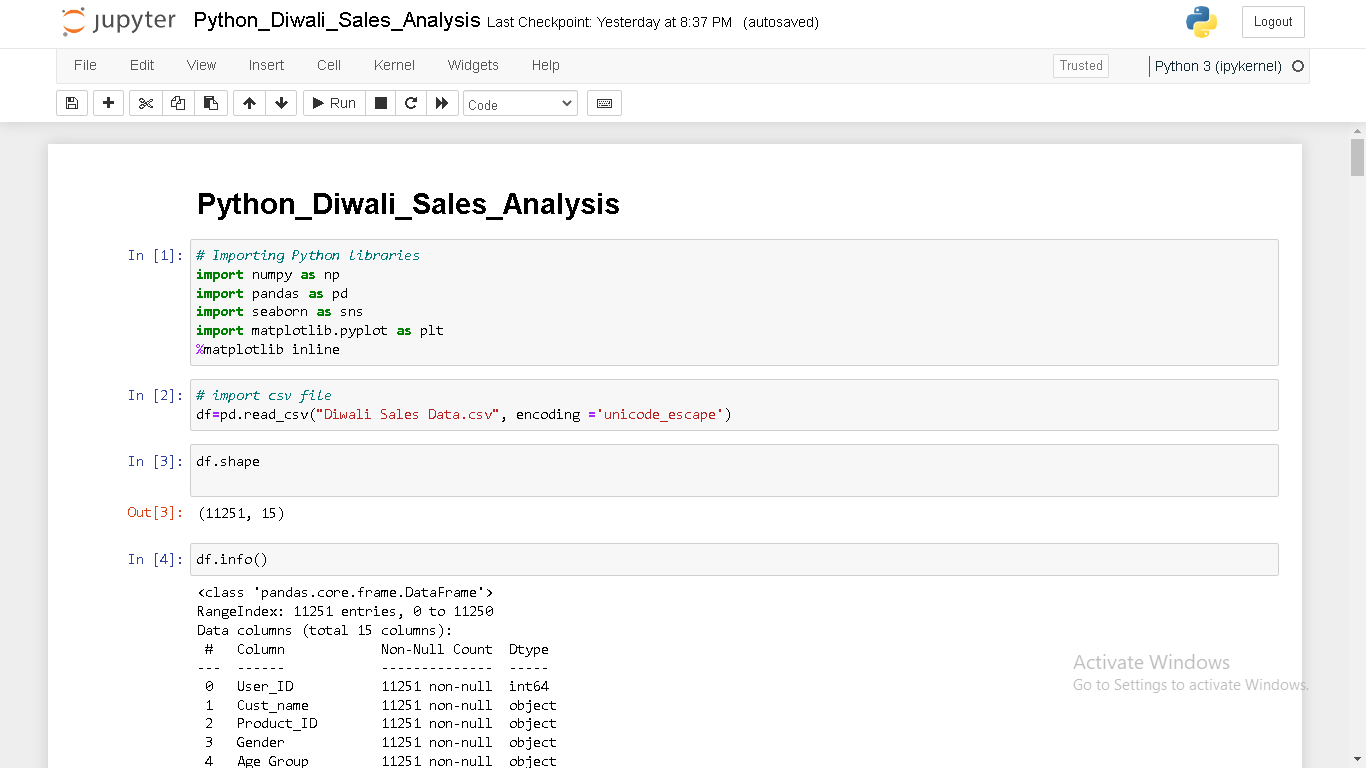 jupyter Python_Diwali_Sales_Analysis Last Checkpoint: Yesterday at 8:37 PM (autosaved) Logout
File Edit View Insert Cell Kernel Widgets Help Trusted Python 3 (ipykernel)
Run Code
Python_Diwali_Sales_Analysis
In [1]: # Importing Python libraries
import numpy as np
import pandas as pd
import seaborn as sns
import matplotlib.pyplot as plt
%matplotlib inline
In [2]: # import csv file
df=pd.read_csv("Diwali Sales Data.csv", encoding ='unicode_escape')
In [3]: df.shape
Out[3]: (11251, 15)
In [4]: df.info()
<class 'pandas.core.frame.DataFrame'>
RangeIndex: 11251 entries, 0 to 11250
Data columns (total 15 columns):
# Column Non-Null Count Dtype
--- ------ -------------- -----
0 User_ID 11251 non-null int64
1 Cust_name 11251 non-null object
2 Product_ID 11251 non-null object
3 Gender 11251 non-null object
4 Age Group 11251 non-null object
Activate Windows
Go to Settings to activate Windows.